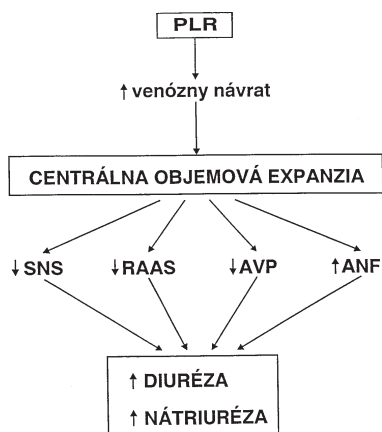 PLR
↑ venózny návrat
CENTRÁLNA OBJEMOVÁ EXPANZIA
↓SNS ↓RAAS ↓AVP ↑ANF
↑ DIURÉZA
↑ NÁTRIURÉZA